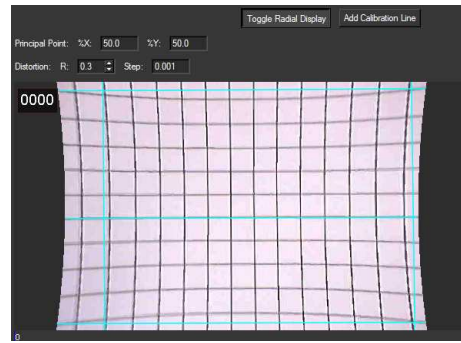 Toggle Radial Display Add Calibration Line
Principal Point: %X: 50.0 %Y: 50.0
Distortion: R: 0.3 Step: 0.001
0000
0